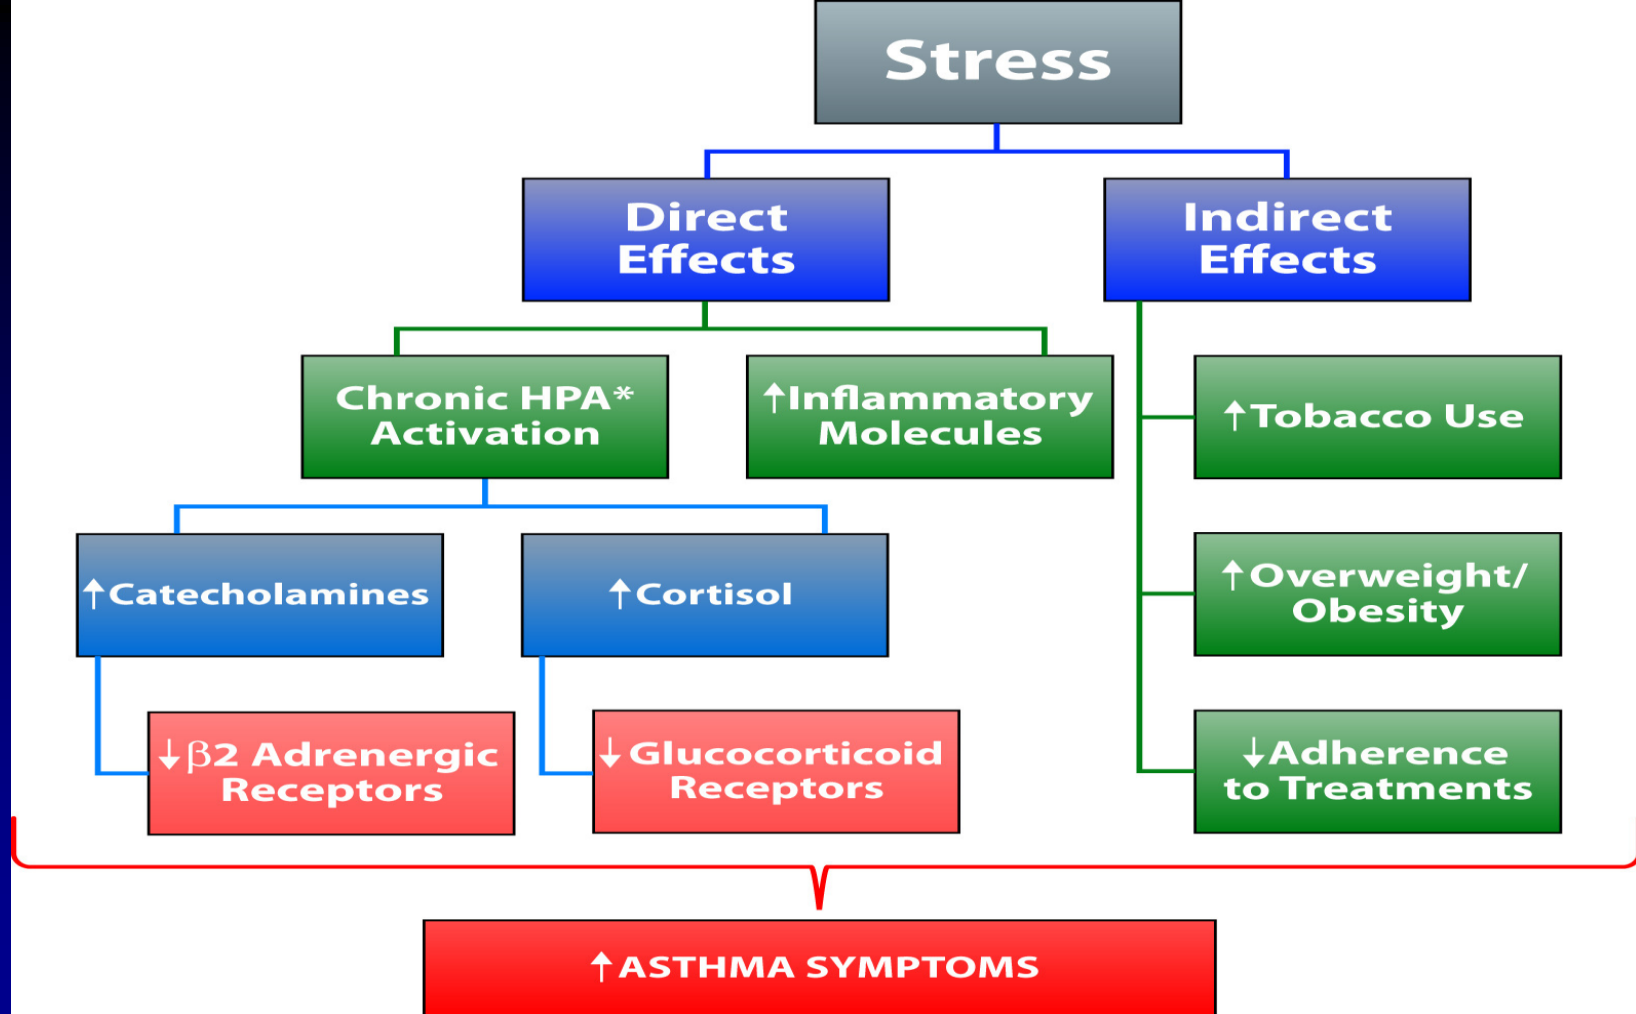 Stress
Direct
Effects
Indirect
Effects
Chronic HPA*
Activation
↑Inflammatory
Molecules
↑Tobacco Use
↑Catecholamines
↑Cortisol
↑Overweight/
Obesity
↓β2 Adrenergic
Receptors
↓Glucocorticoid
Receptors
↓Adherence
to Treatments
↑ASTHMA SYMPTOMS